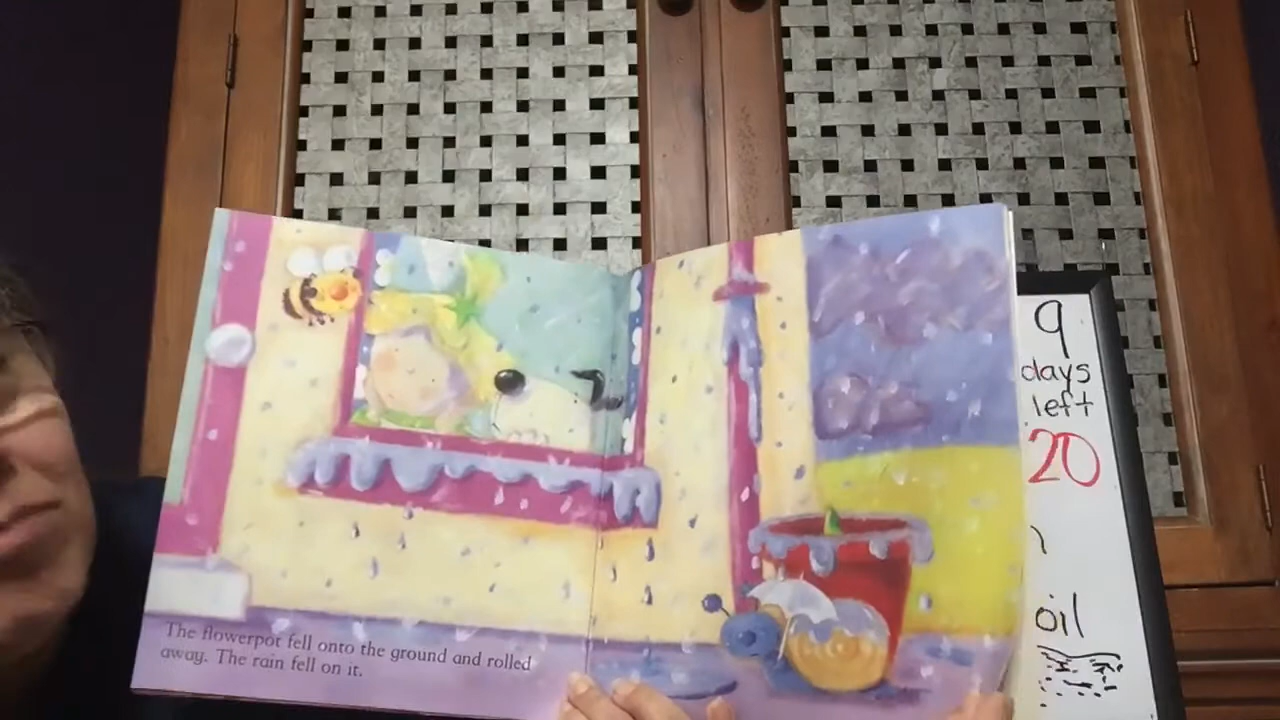 The flowerpot fell onto the ground and rolled
away. The rain fell on it.
9
days
left
20
oil